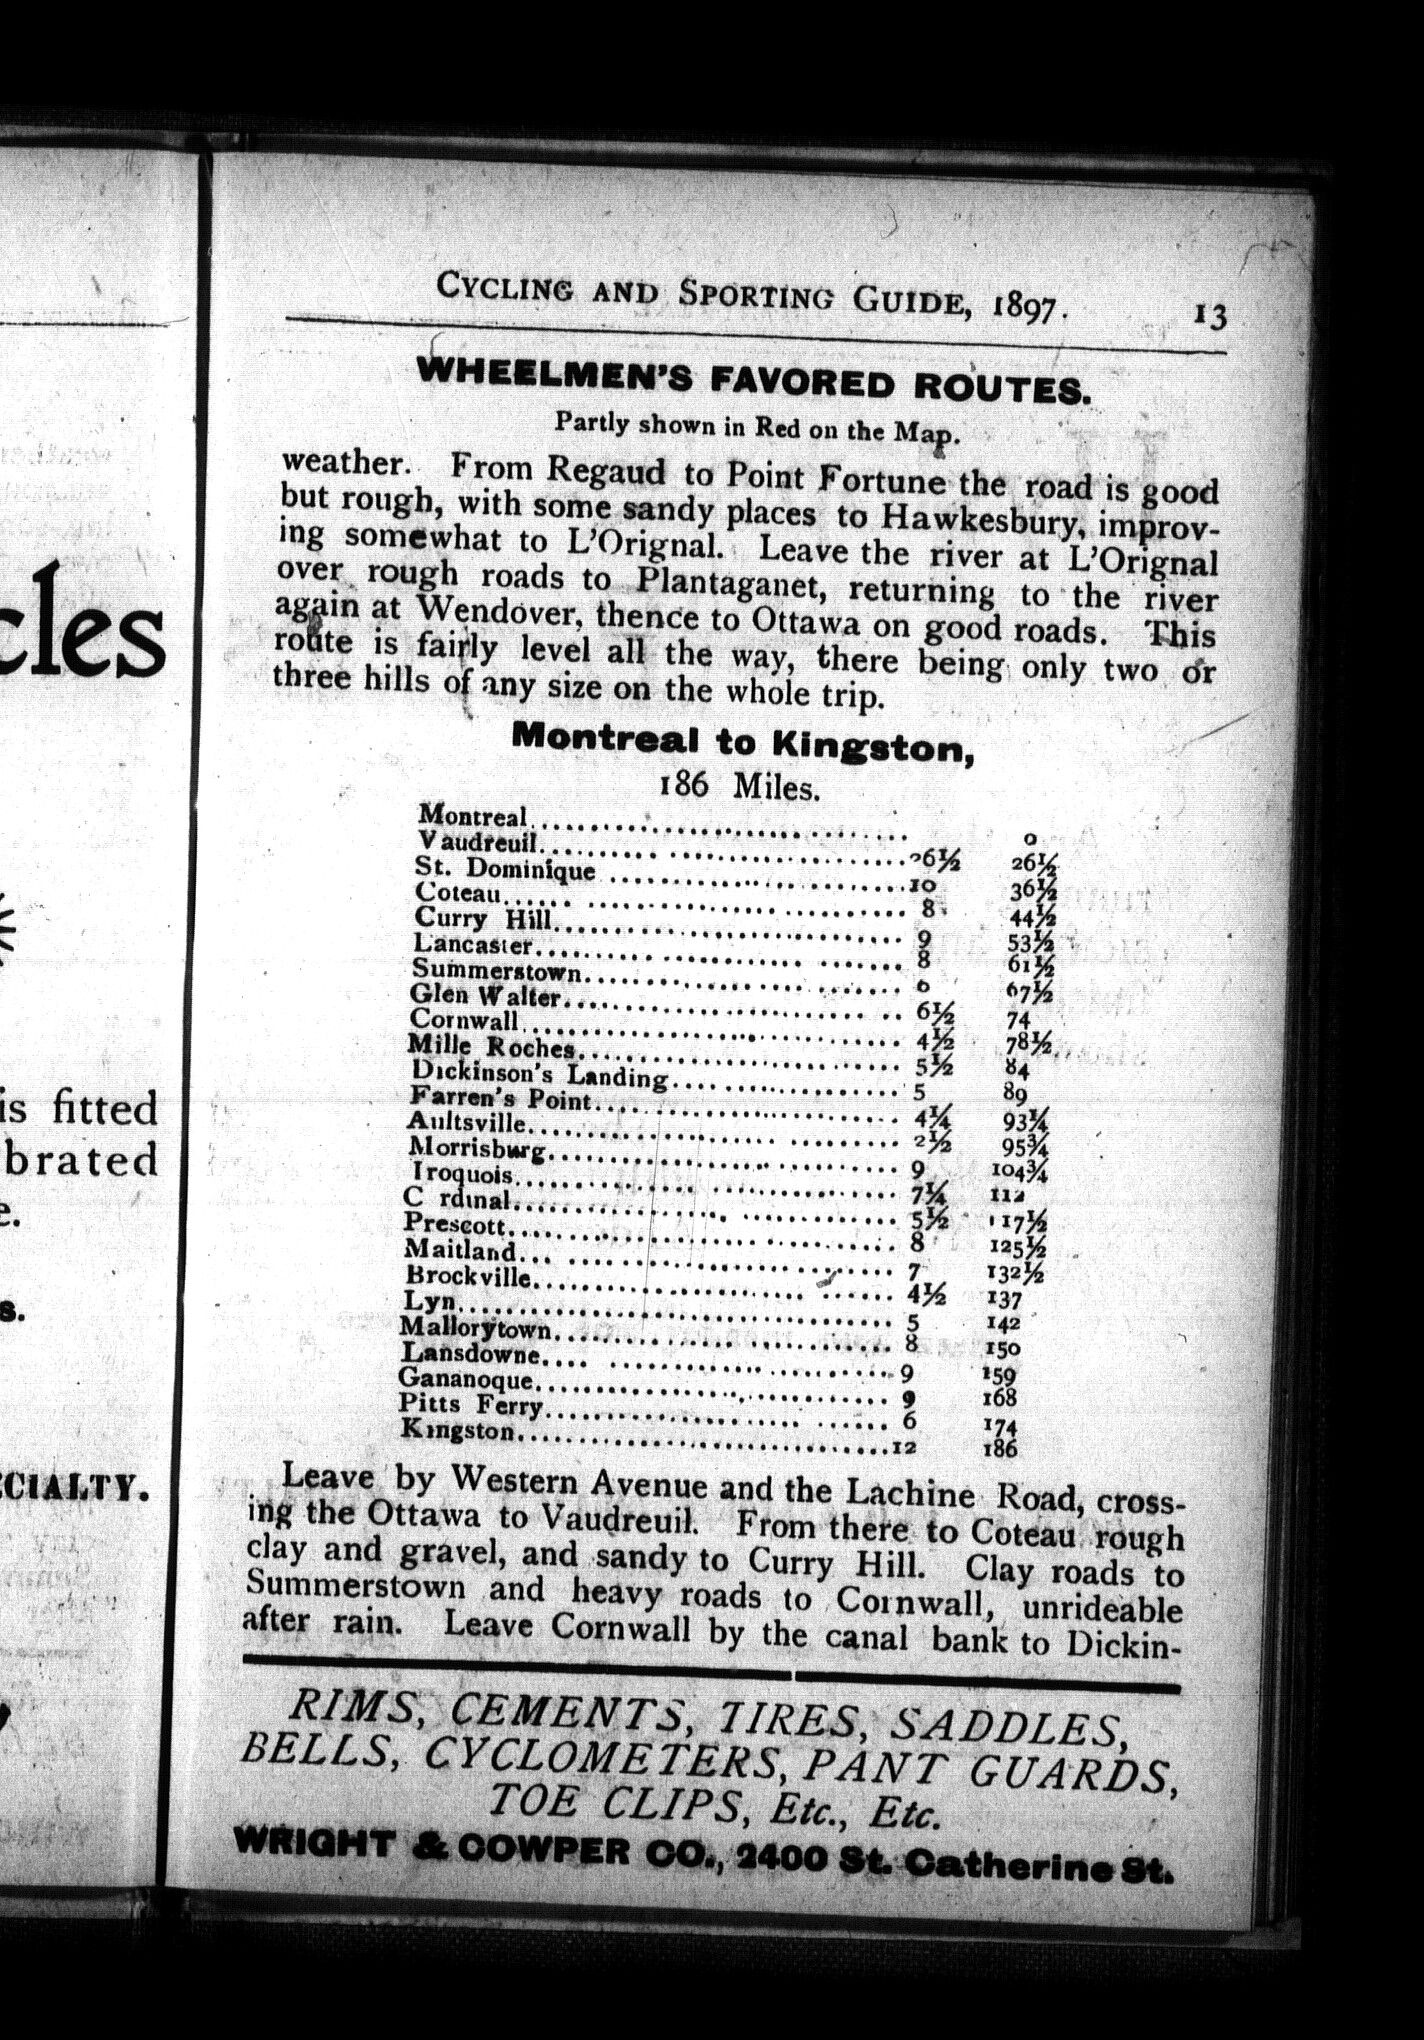 cles
is fitted
brated
e.
s.
ECIALTY.
CYCLING AND SPORTING GUIDE, 1897. 13
WHEELMEN'S FAVORED ROUTES.
Partly shown in Red on the Map.
weather. From Regaud to Point Fortune the road is good
but rough, with some sandy places to Hawkesbury, improv-
ing somewhat to L'Orignal. Leave the river at L'Orignal
over rough roads to Plantaganet, returning to the river
again at Wendover, thence to Ottawa on good roads. This
route is fairly level all the way, there being only two or
three hills of any size on the whole trip.
Montreal to Kingston,
186 Miles.
Montreal.............................. 0
Vaudreuil..............................26½ 26½
St. Dominique ..............................10 36½
Coteau.............................. 8 44½
Curry Hill.............................. 9 53½
Lancaster.............................. 8 61½
Summerstown.............................. 6 67½
Glen Walter.............................. 6½ 74
Cornwall.............................. 4½ 78½
Mille Roches.............................. 5½ 84
Dickinson's Landing.............................. 5 89
Farren's Point.............................. 4¼ 93¼
Aultsville.............................. 2½ 95¾
Morrisburg.............................. 9 104¾
Iroquois.............................. 7¼ 112
C rdinal.............................. 5½ 117½
Prescott.............................. 8 125½
Maitland.............................. 7 132½
Brockville.............................. 4½ 137
Lyn.............................. 5 142
Mallorytown.............................. 8 150
Lansdowne.............................. 9 159
Gananoque.............................. 9 168
Pitts Ferry.............................. 6 174
Kingston..............................12 186
Leave by Western Avenue and the Lachine Road, cross-
ing the Ottawa to Vaudreuil. From there to Coteau rough
clay and gravel, and sandy to Curry Hill. Clay roads to
Summerstown and heavy roads to Cornwall, unrideable
after rain. Leave Cornwall by the canal bank to Dickin-
RIMS, CEMENTS, TIRES, SADDLES,
BELLS, CYCLOMETERS, PANT GUARDS,
TOE CLIPS, Etc., Etc.
WRIGHT & COWPER CO., 2400 St. Catherine St.